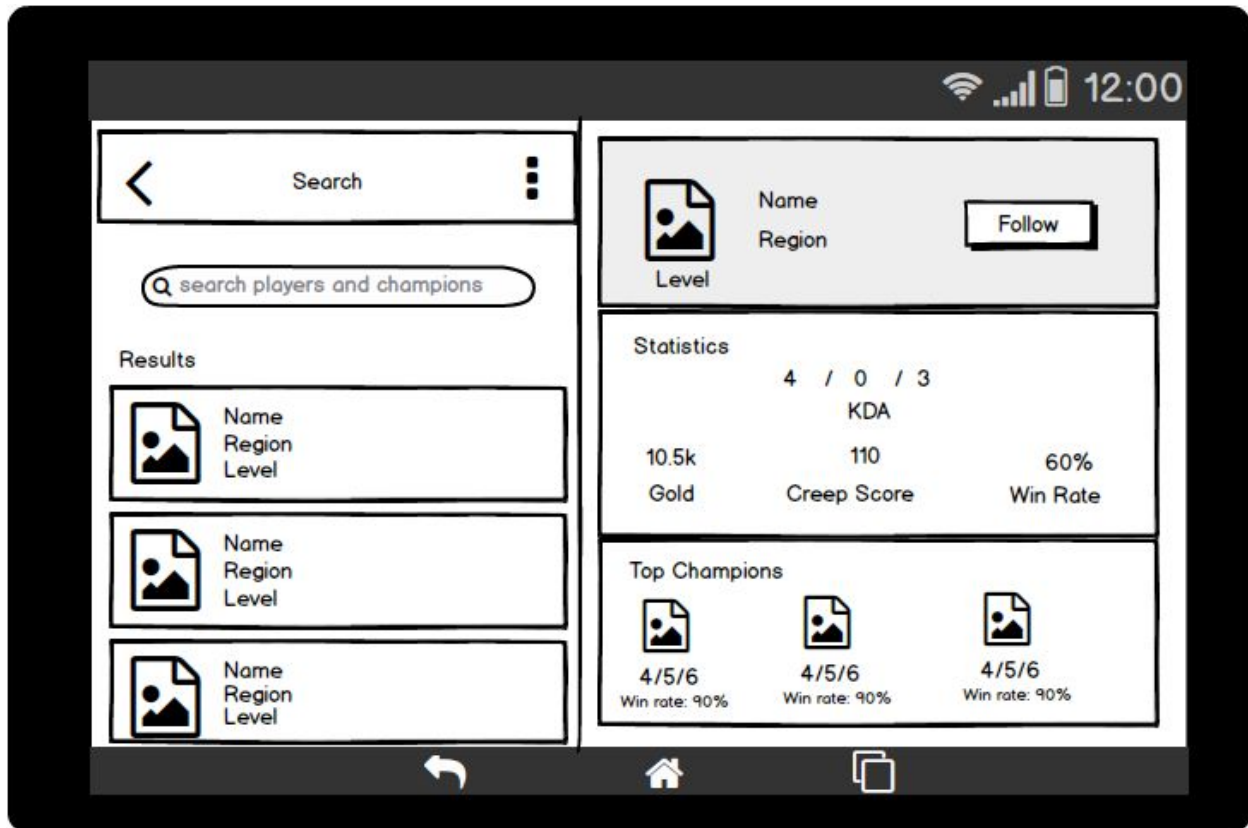 12:00
Search
search players and champions
Results
Name
Region
Level
Name
Region
Level
Name
Region
Level
Name
Region
Level
Follow
Statistics
4 / 0 / 3
KDA
10.5k 110 60%
Gold Creep Score Win Rate
Top Champions
4/5/6 4/5/6 4/5/6
Win rate: 90% Win rate: 90% Win rate: 90%